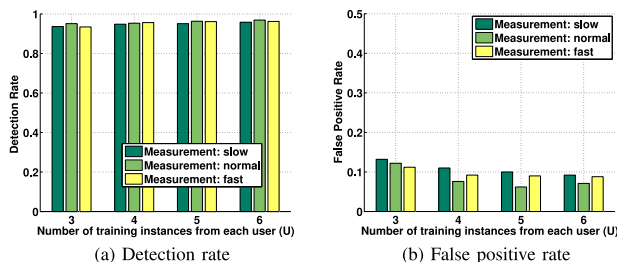 1
0.8
0.6
0.4
0.2
0
Detection Rate
Measurement: slow
Measurement: normal
Measurement: fast
3 4 5 6
Number of training instances from each user (U)
(a) Detection rate
0.5
0.4
0.3
0.2
0.1
0
False Positive Rate
Measurement: slow
Measurement: normal
Measurement: fast
3 4 5 6
Number of training instances from each user (U)
(b) False positive rate